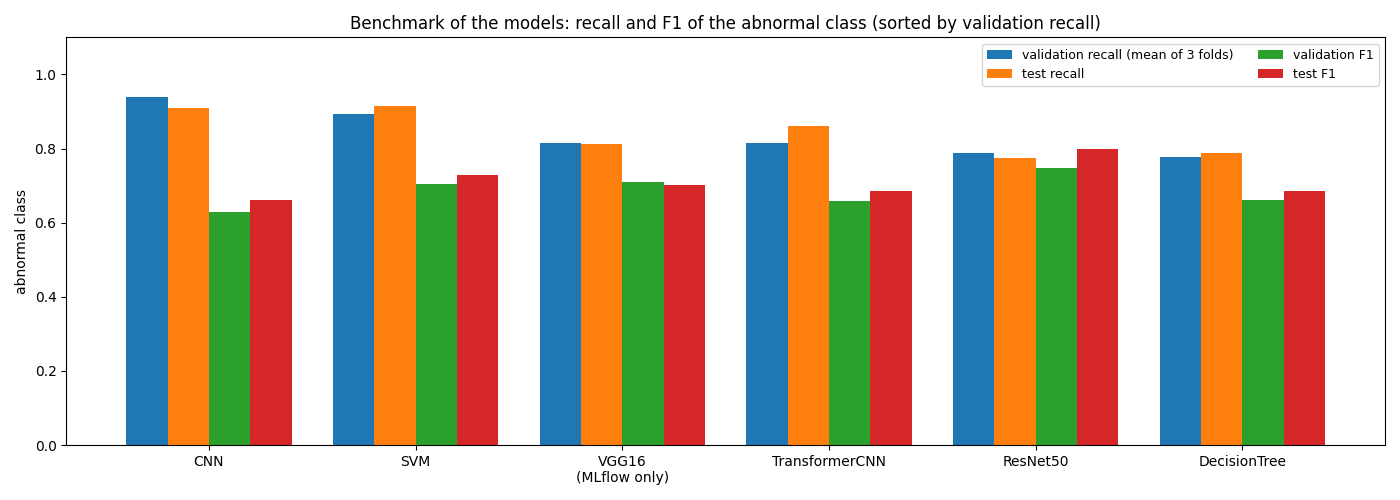 Benchmark of the models: recall and F1 of the abnormal class (sorted by validation recall)
validation recall (mean of 3 folds)
test recall
validation F1
test F1
abnormal class
1.0
0.8
0.6
0.4
0.2
0.0
CNN
SVM
VGG16
(MLflow only)
TransformerCNN
ResNet50
DecisionTree